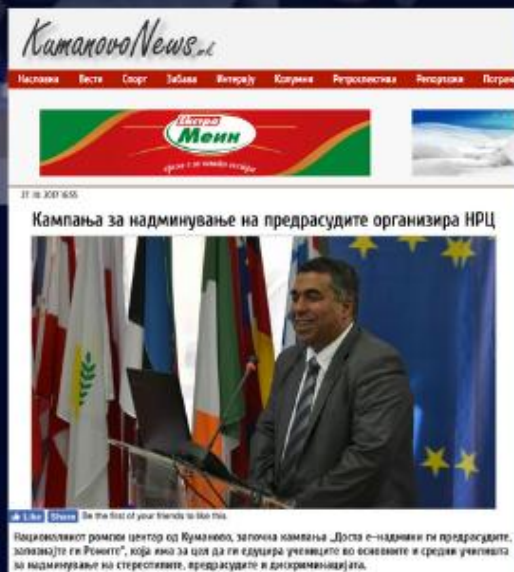 KumanovoNews.mk
Насловна Вести Спорт Забава Интервју Колумни Ретроспектива Репортажи Погран
Екстра
Меин
27. 10. 2017 16:55
Кампања за надминување на предрасудите организира НРЦ
Like Share Be the first of your friends to like this.
Националниот ромски центар од Куманово, започна кампања „Доста е–надмини ги предрасудите,
запознајте ги Ромите“, која има за цел да ги едуцира учениците во основните и средни училишта
за надминување на стереотипите, предрасудите и дискриминацијата.